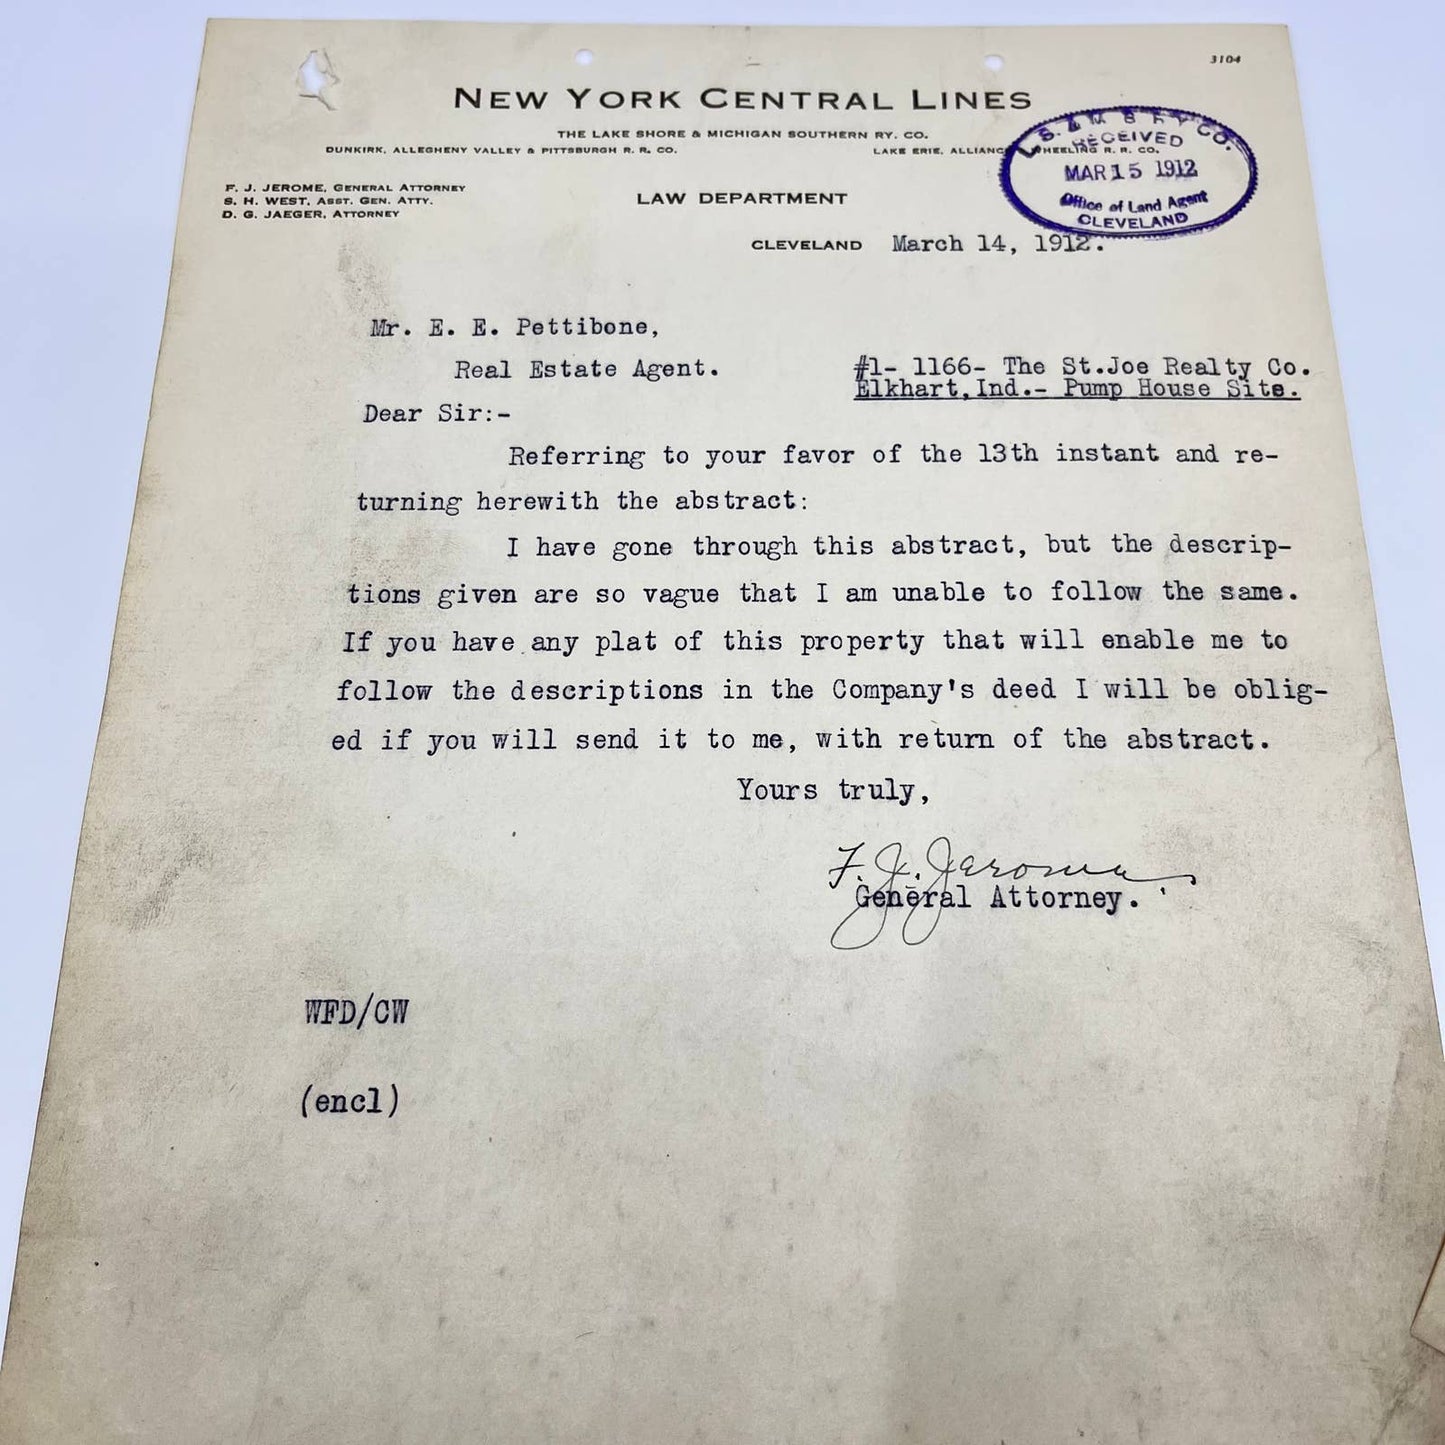 3104
NEW YORK CENTRAL LINES
THE LAKE SHORE & MICHIGAN SOUTHERN RY. CO.
DUNKIRK, ALLEGHENY VALLEY & PITTSBURGH R. R. CO. LAKE ERIE, ALLIANCE WHEELING R. R. CO.
L. S. & M. S. RY CO.
RECEIVED
MAR 15 1912
Office of Land Agent
CLEVELAND
F. J. JEROME, GENERAL ATTORNEY
S. H. WEST, ASST. GEN. ATTY.
D. G. JAEGER, ATTORNEY
LAW DEPARTMENT
CLEVELAND March 14, 1912.
Mr. E. E. Pettibone,
Real Estate Agent.
#1- 1166- The St.Joe Realty Co.
Elkhart,Ind.- Pump House Site.
Dear Sir:-
Referring to your favor of the 13th instant and re-
turning herewith the abstract:
I have gone through this abstract, but the descrip-
tions given are so vague that I am unable to follow the same.
If you have any plat of this property that will enable me to
follow the descriptions in the Company's deed I will be oblig-
ed if you will send it to me, with return of the abstract.
Yours truly,
F. J. Jerome
General Attorney.
WFD/CW
(encl)